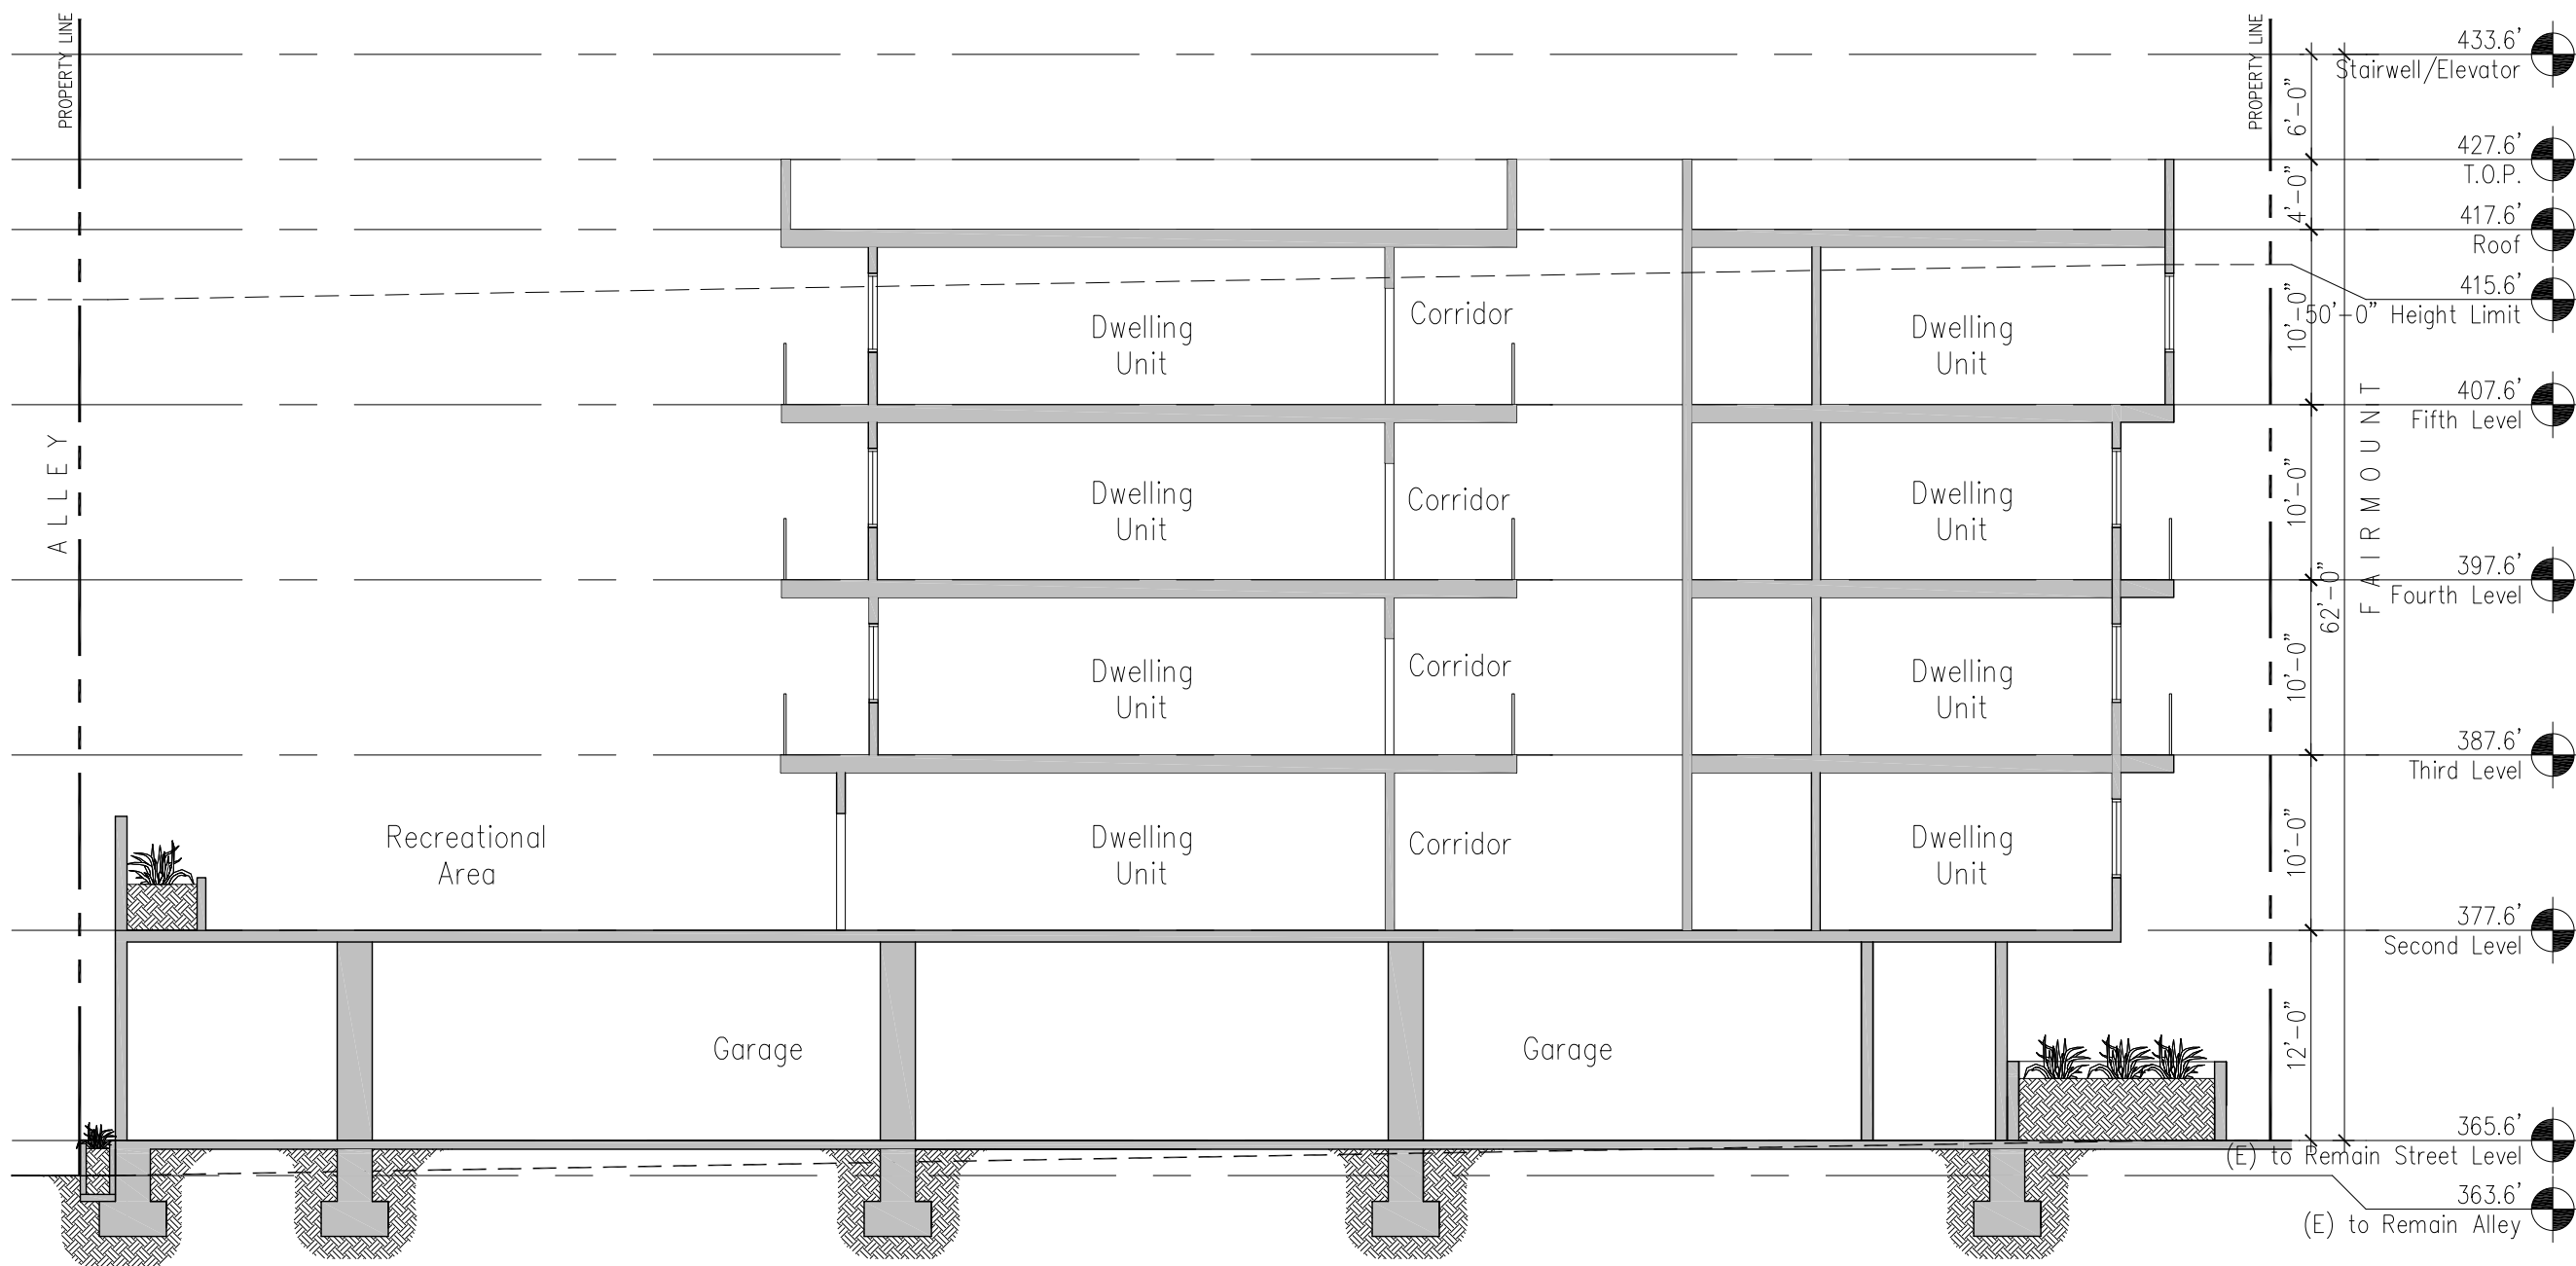 PROPERTY LINE
PROPERTY LINE
433.6'
Stairwell/Elevator
6'-0"
427.6'
T.O.P.
4'-0"
417.6'
Roof
415.6'
50'-0" Height Limit
10'-0"
Dwelling
Unit
Corridor
Dwelling
Unit
407.6'
Fifth Level
ALLEY
FAIRMOUNT
Dwelling
Unit
Corridor
Dwelling
Unit
10'-0"
397.6'
Fourth Level
62'-0"
Dwelling
Unit
Corridor
Dwelling
Unit
10'-0"
387.6'
Third Level
Recreational
Area
Dwelling
Unit
Corridor
Dwelling
Unit
10'-0"
377.6'
Second Level
Garage
Garage
12'-0"
365.6'
(E) to Remain Street Level
363.6'
(E) to Remain Alley